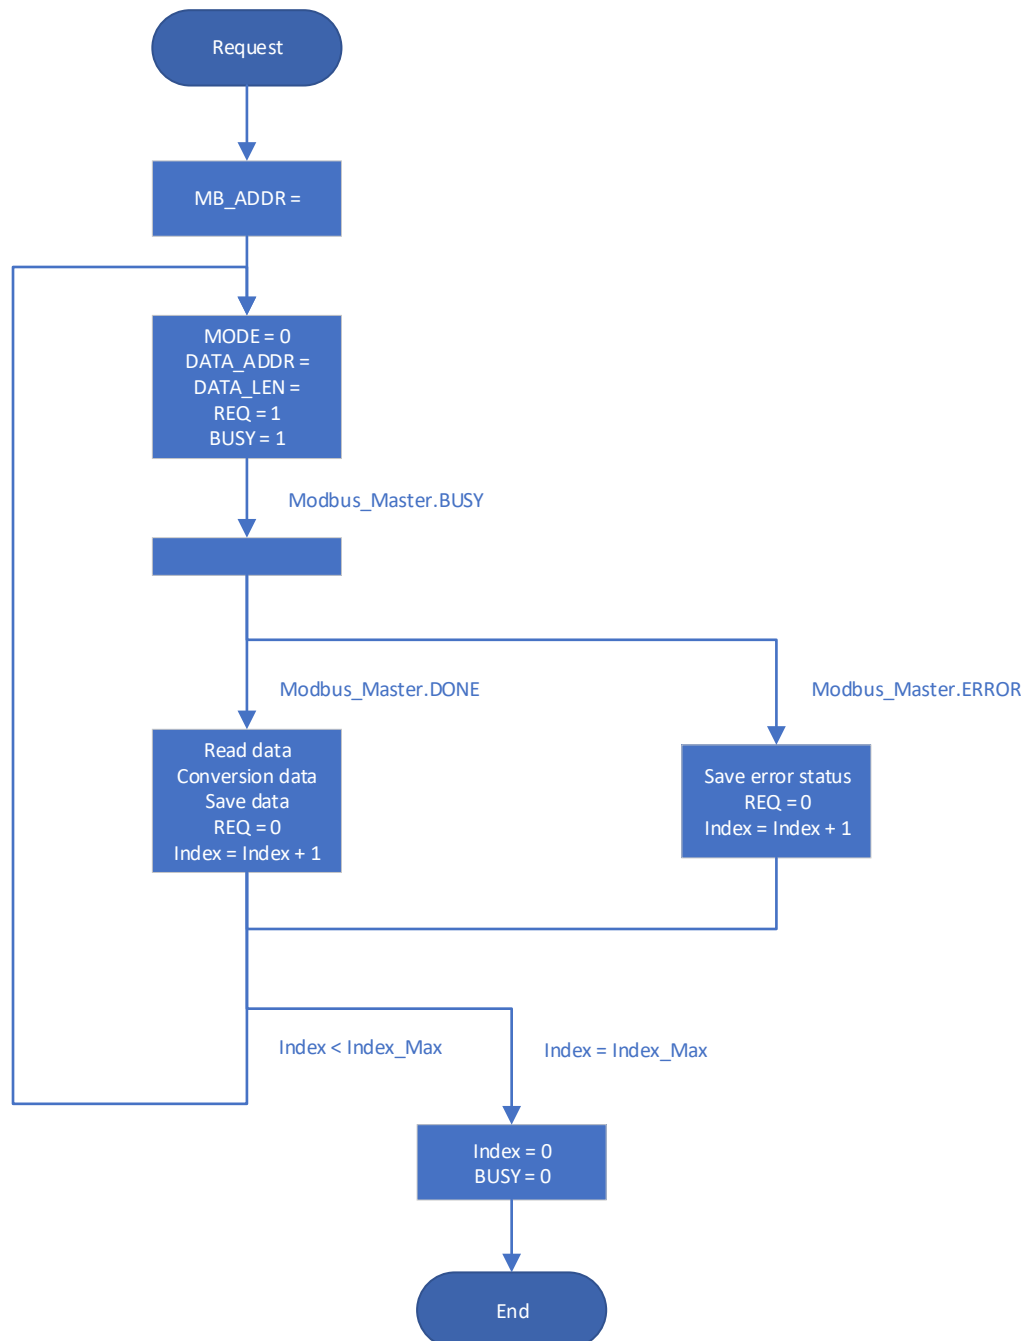 Request
MB_ADDR =
MODE = 0
DATA_ADDR =
DATA_LEN =
REQ = 1
BUSY = 1
Modbus_Master.BUSY
Modbus_Master.DONE
Modbus_Master.ERROR
Read data
Conversion data
Save data
REQ = 0
Index = Index + 1
Save error status
REQ = 0
Index = Index + 1
Index < Index_Max
Index = Index_Max
Index = 0
BUSY = 0
End